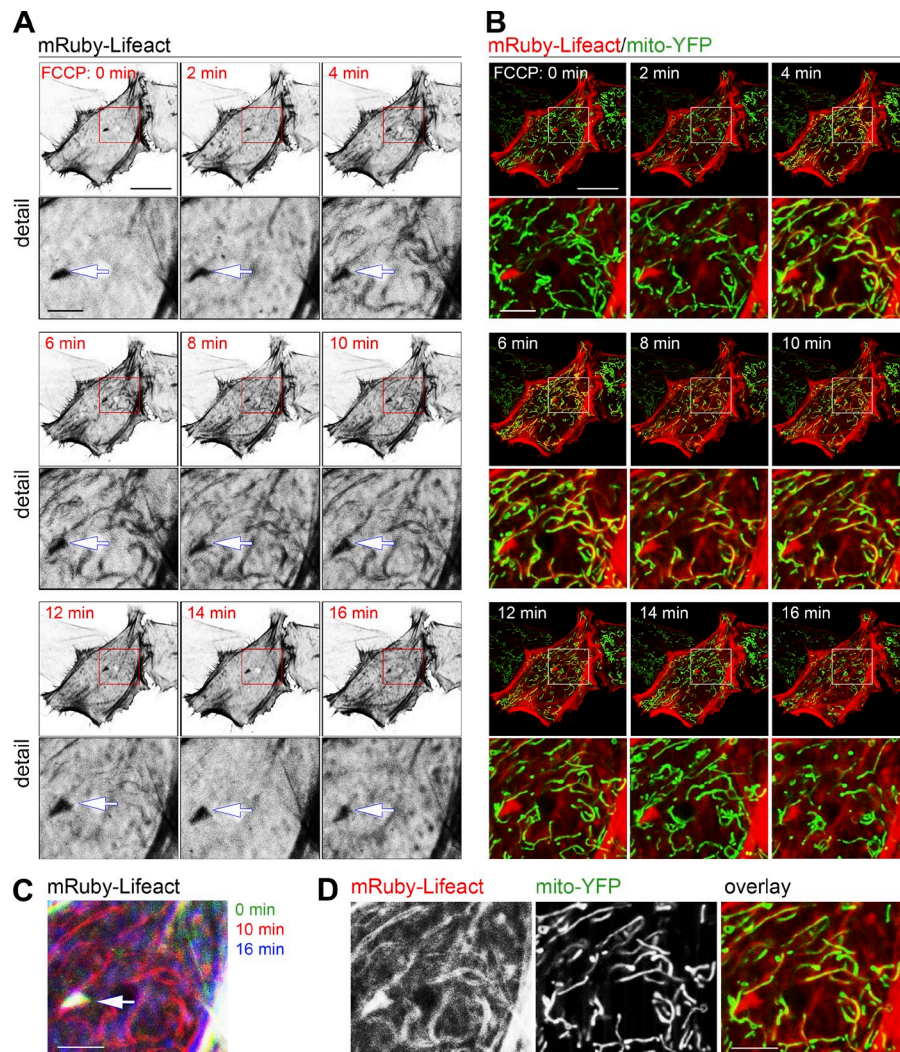 A
mRuby-Lifeact
FCCP: 0 min
2 min
4 min
detail
6 min
8 min
10 min
detail
12 min
14 min
16 min
detail
B
mRuby-Lifeact/mito-YFP
FCCP: 0 min
2 min
4 min
6 min
8 min
10 min
12 min
14 min
16 min
C
mRuby-Lifeact
0 min
10 min
16 min
D
mRuby-Lifeact
mito-YFP
overlay